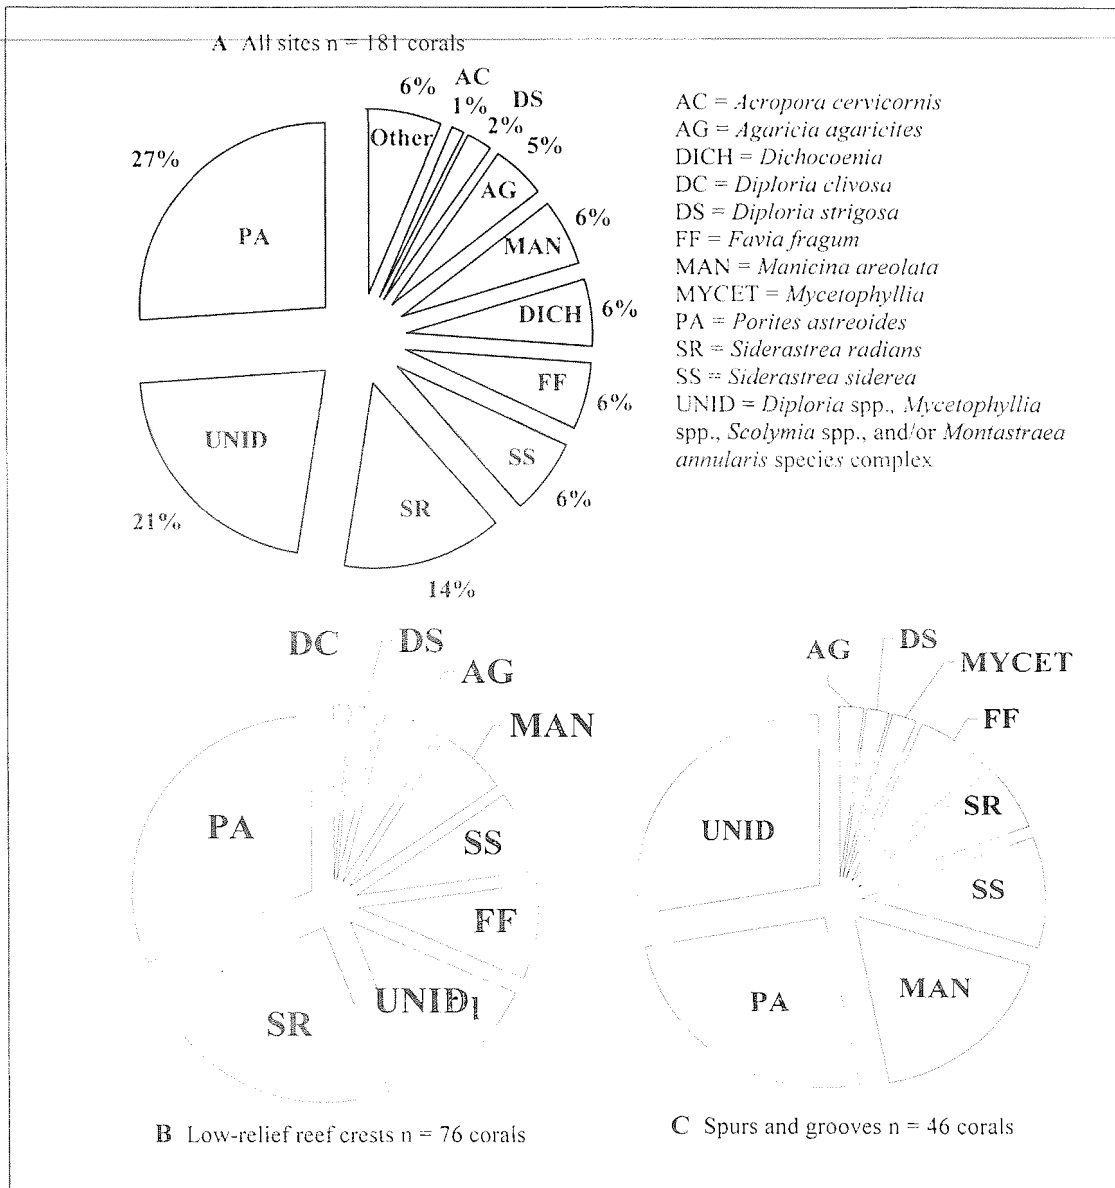 A All sites n = 181 corals
6%
AC
1%
DS
2%
5%
Other
27%
AG
6%
PA
MAN
DICH
6%
FF
6%
UNID
SS
6%
SR
21%
14%
AC = Acropora cervicornis
AG = Agaricia agaricites
DICH = Dichocoenia
DC = Diploria clivosa
DS = Diploria strigosa
FF = Favia fragum
MAN = Manicina areolata
MYCET = Mycetophyllia
PA = Porites astreoides
SR = Siderastrea radians
SS = Siderastrea siderea
UNID = Diploria spp., Mycetophyllia
spp., Scolymia spp., and/or Montastraea
annularis species complex
DC
DS
AG
MAN
PA
SS
FF
UNID
SR
B Low-relief reef crests n = 76 corals
AG
DS
MYCET
FF
SR
UNID
SS
MAN
PA
C Spurs and grooves n = 46 corals